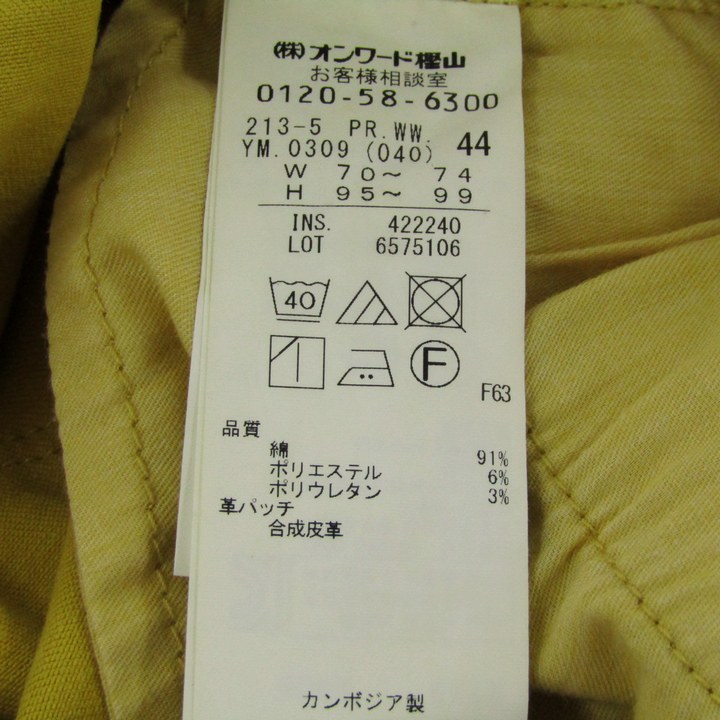 (株)オンワード樫山
お客様相談室
0120-58-6300
213-5 PR.WW.
YM.0309 (040) 44
W 70〜 74
H 95〜 99
INS. 422240
LOT 6575106
40
F
F63
品質
綿 91%
ポリエステル 6%
ポリウレタン 3%
革パッチ
合成皮革
カンボジア製